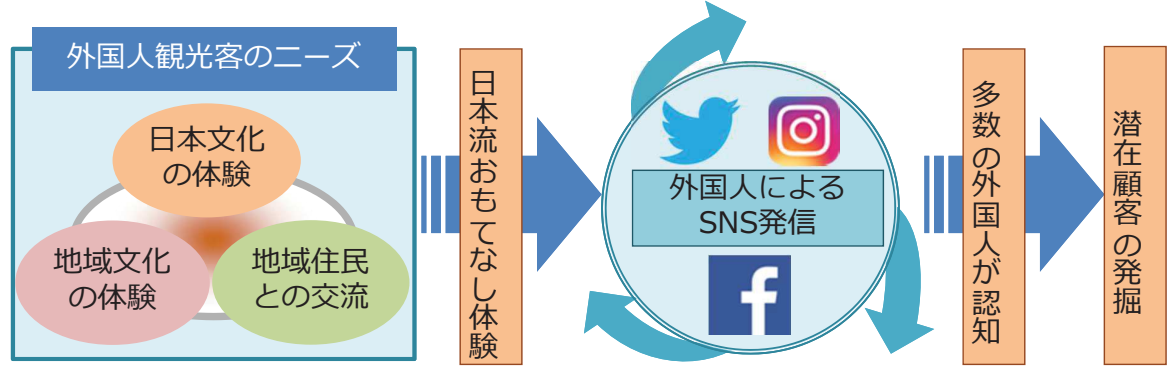 外国人観光客のニーズ
日本文化
の体験
地域文化
の体験
地域住民
との交流
日本流おもてなし体験
外国人による
SNS発信
多数の外国人が認知
潜在顧客の発掘